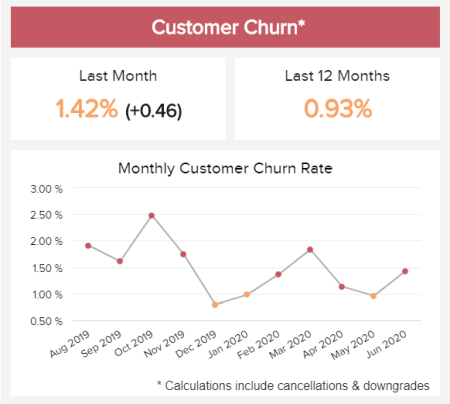 Customer Churn*
Last Month
1.42% (+0.46)
Last 12 Months
0.93%
Monthly Customer Churn Rate
3.00 %
2.50 %
2.00 %
1.50 %
1.00 %
0.50 %
Aug 2019
Sep 2019
Oct 2019
Nov 2019
Dec 2019
Jan 2020
Feb 2020
Mar 2020
Apr 2020
May 2020
Jun 2020
* Calculations include cancellations & downgrades